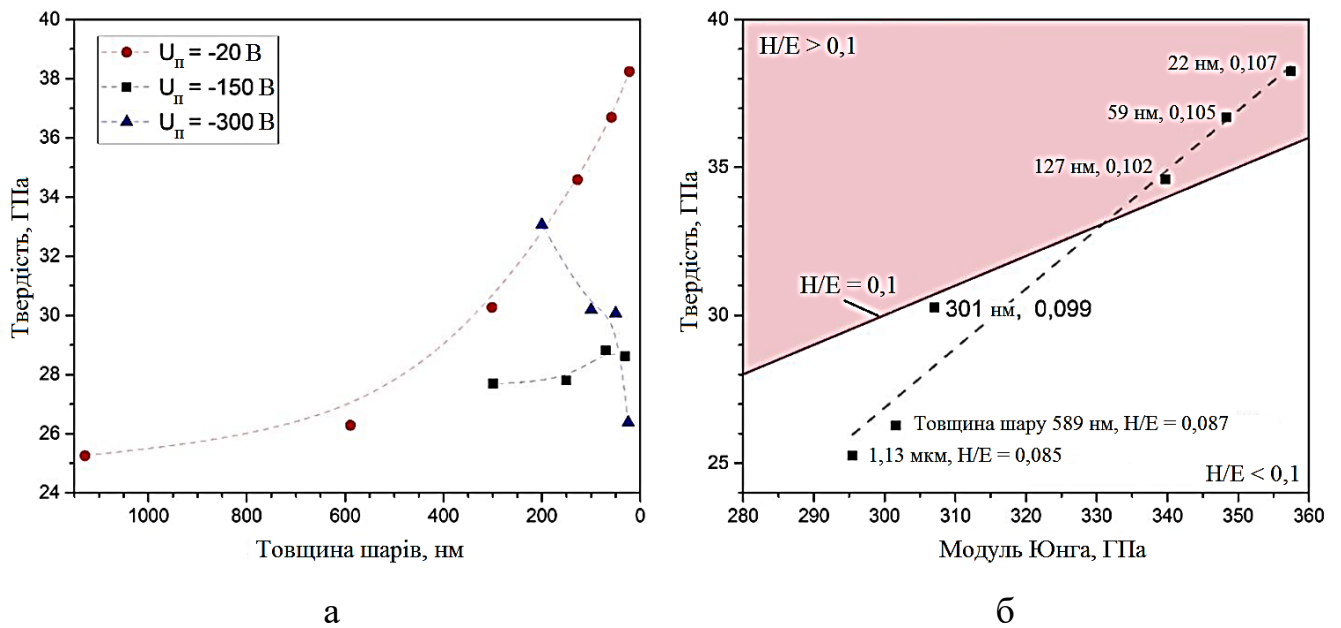 40
38
36
34
32
30
28
26
24
Твердість, ГПа
U п = -20 В
U п = -150 В
U п = -300 В
1000
800
600
400
200
0
Товщина шарів, нм
а
40
35
30
25
Твердість, ГПа
H/E > 0,1
22 нм, 0,107
59 нм, 0,105
127 нм, 0,102
H/E = 0,1
301 нм, 0,099
Товщина шару 589 нм, H/E = 0,087
1,13 мкм, H/E = 0,085
H/E < 0,1
280
290
300
310
320
330
340
350
360
Модуль Юнга, ГПа
б